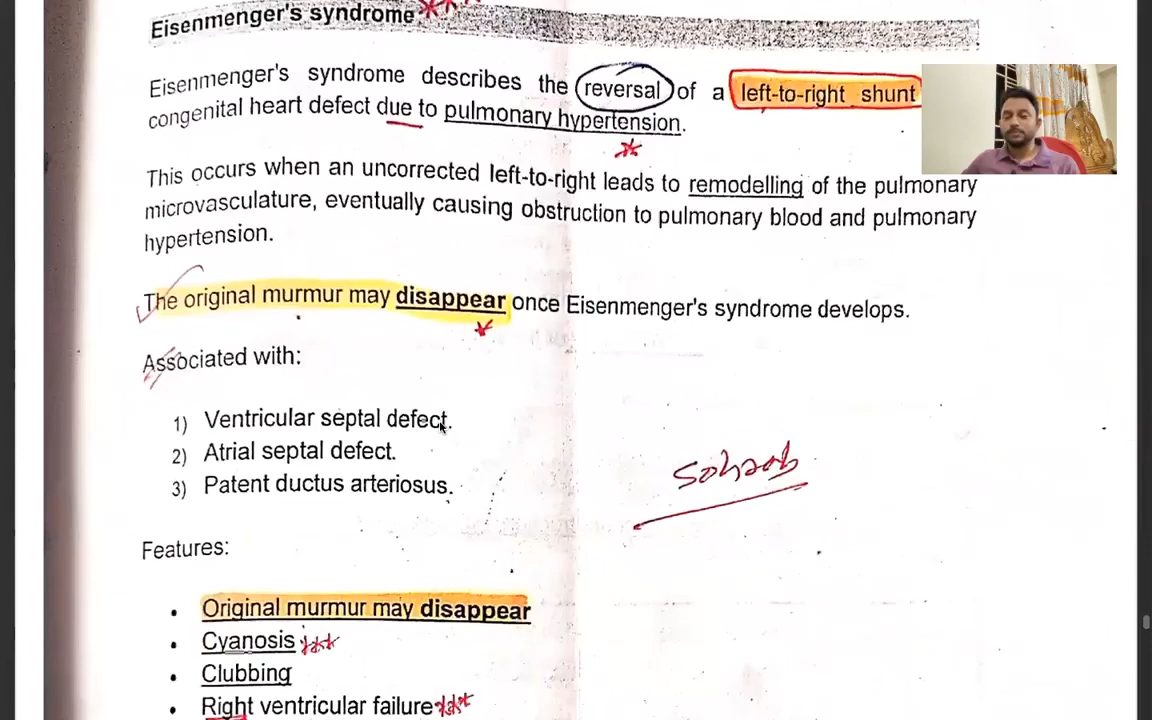 Eisenmenger's syndrome
Eisenmenger's syndrome describes the reversal of a left-to-right shunt
congenital heart defect due to pulmonary hypertension.
This occurs when an uncorrected left-to-right leads to remodelling of the pulmonary
microvasculature, eventually causing obstruction to pulmonary blood and pulmonary
hypertension.
The original murmur may disappear once Eisenmenger's syndrome develops.
Associated with:
1) Ventricular septal defect.
2) Atrial septal defect.
3) Patent ductus arteriosus.
Sohrab
Features:
• Original murmur may disappear
• Cyanosis
• Clubbing
• Right ventricular failure